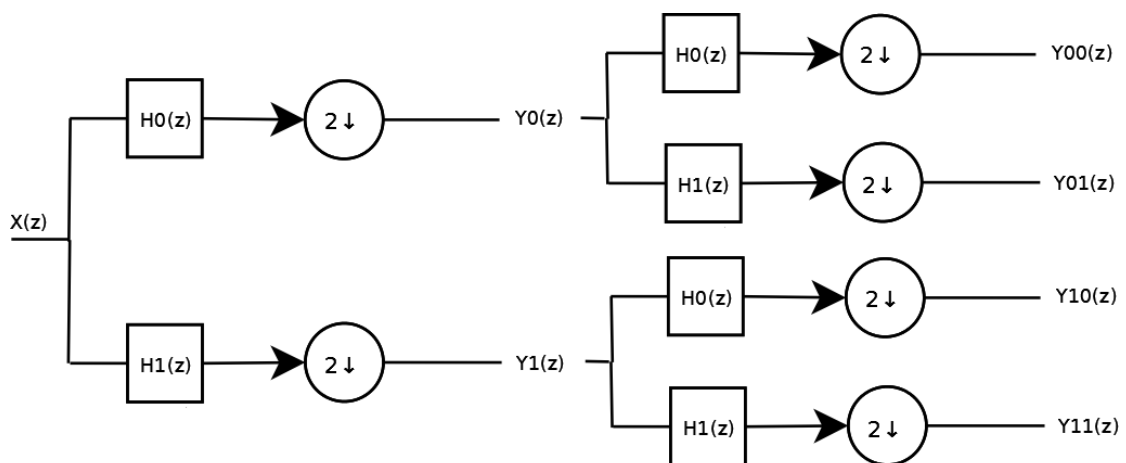 H0(z) 2↓ Y00(z)
H0(z) 2↓ Y0(z)
H1(z) 2↓ Y01(z)
X(z)
H0(z) 2↓ Y10(z)
H1(z) 2↓ Y1(z)
H1(z) 2↓ Y11(z)